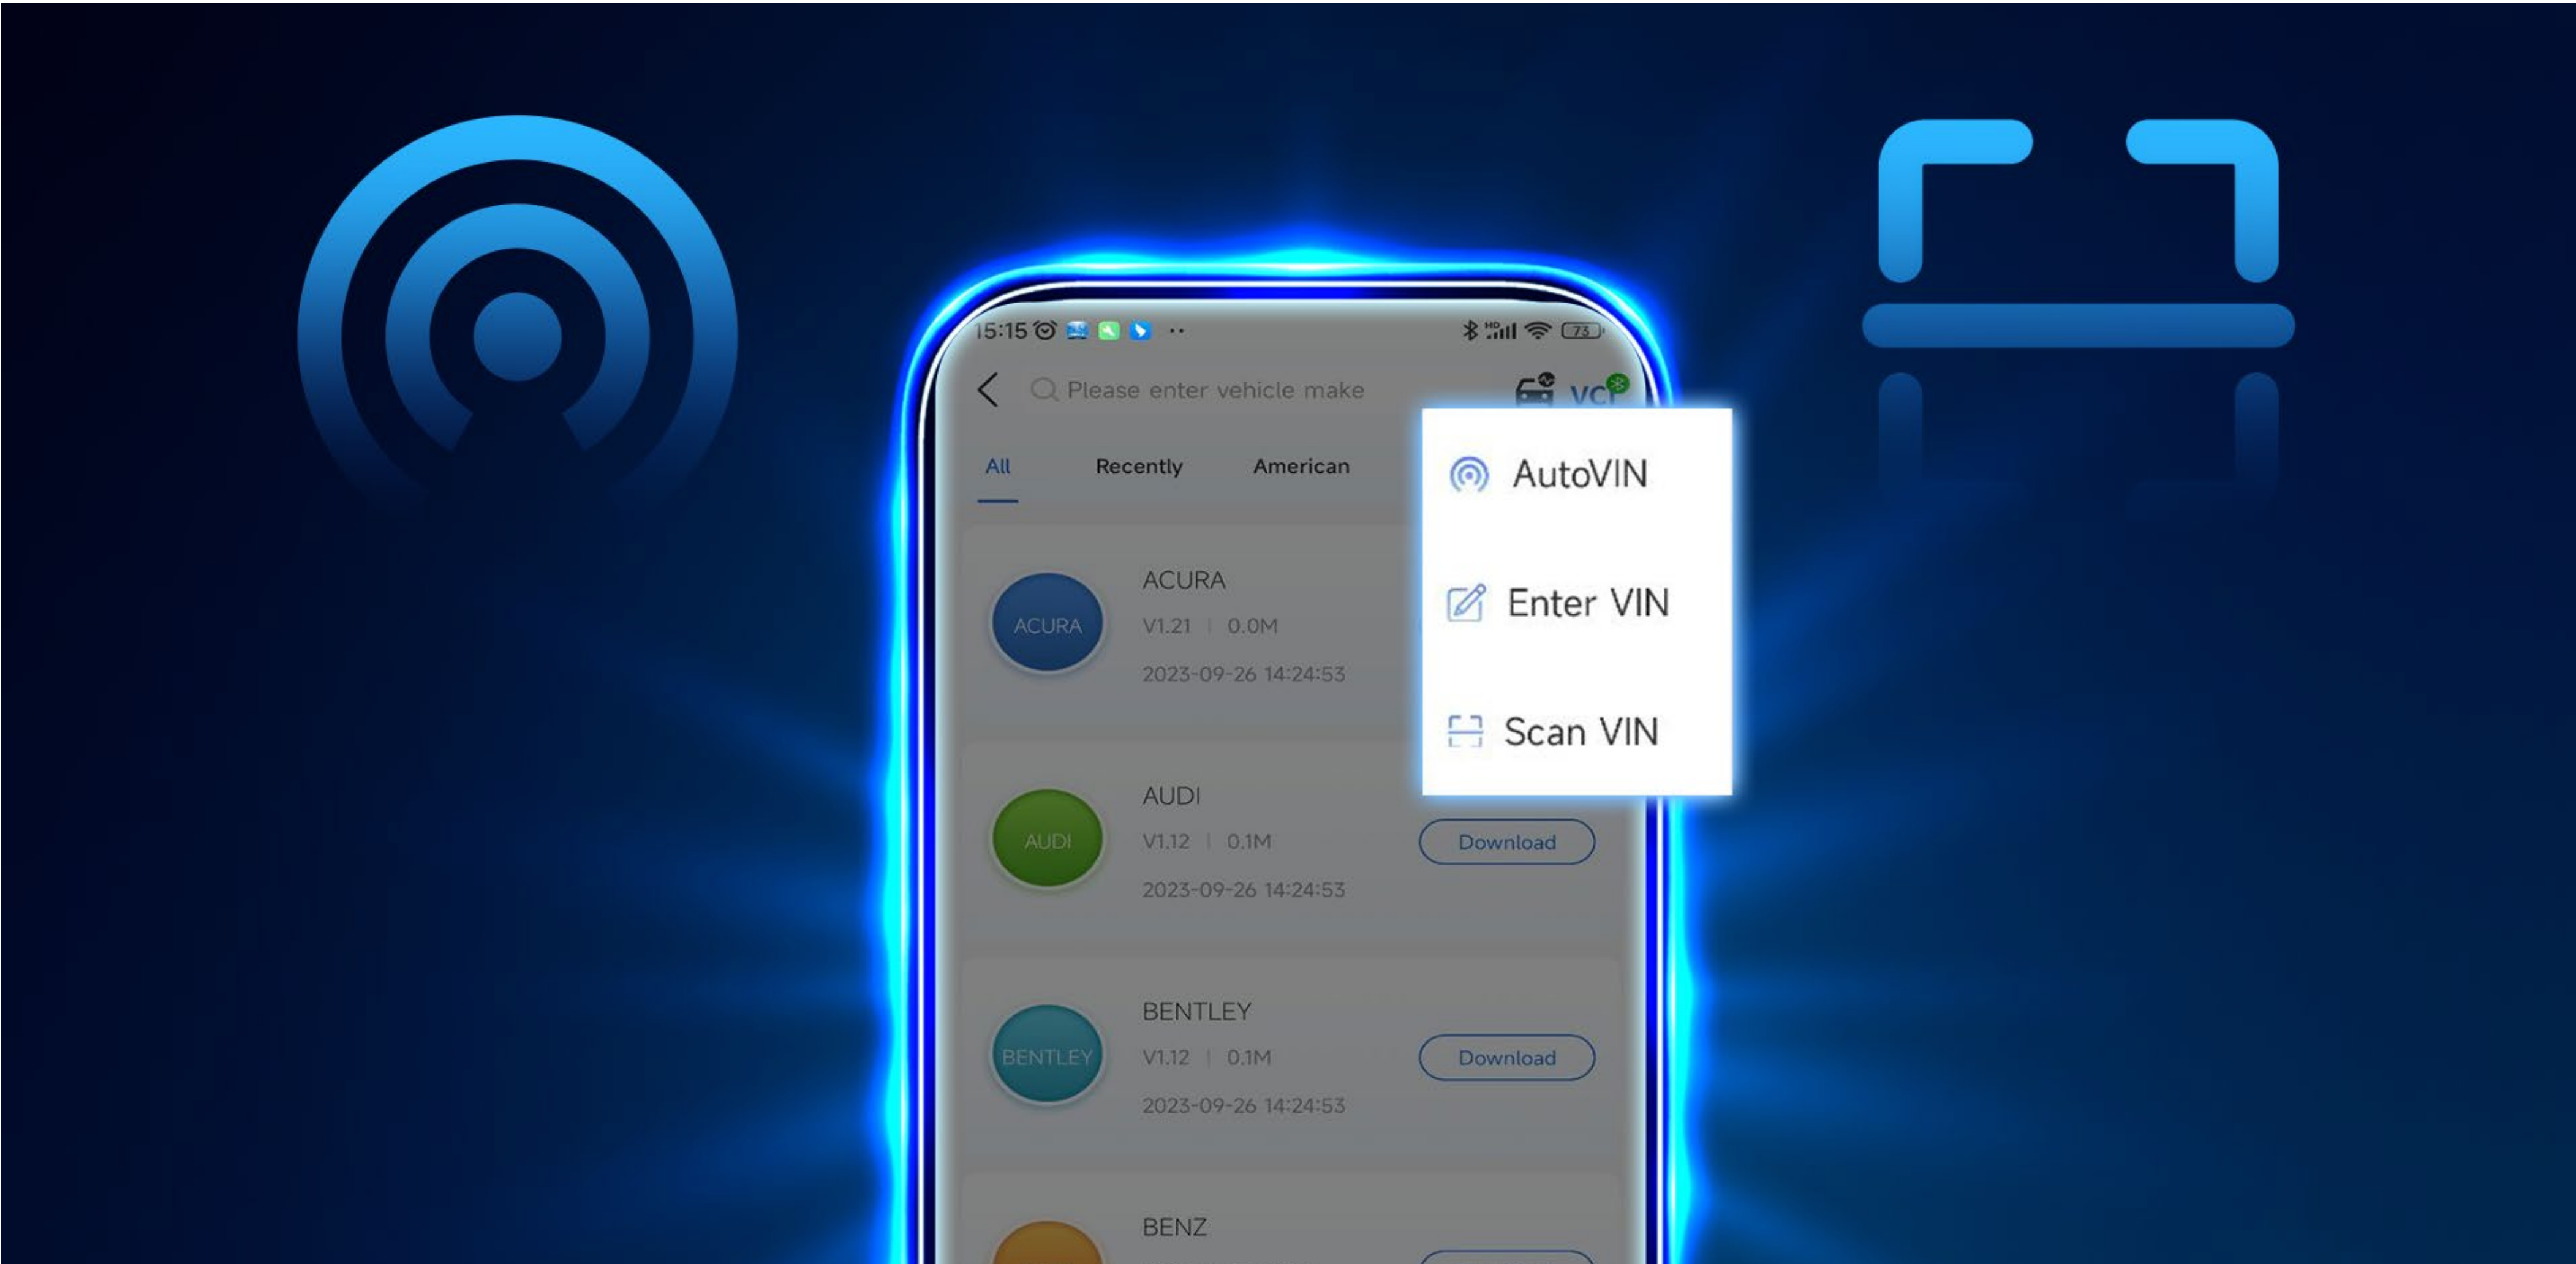 15:15
HD
73
Please enter vehicle make
VCI
All
Recently
American
AutoVIN
Enter VIN
Scan VIN
ACURA
ACURA
V1.21 | 0.0M
2023-09-26 14:24:53
AUDI
AUDI
V1.12 | 0.1M
Download
2023-09-26 14:24:53
BENTLEY
BENTLEY
V1.12 | 0.1M
Download
2023-09-26 14:24:53
BENZ